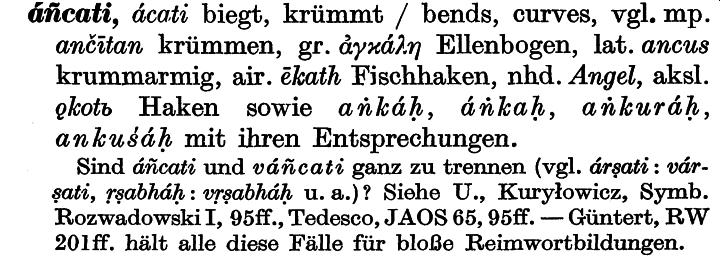 áñcati, ácati biegt, krümmt / bends, curves, vgl. mp.
ančītan krümmen, gr. ἀγκάλη Ellenbogen, lat. ancus
krummarmig, air. ēkath Fischhaken, nhd. Angel, aksl.
ǫkotь Haken sowie aṅkáḥ, áṅkaḥ, aṅkuráḥ,
ankuśáḥ mit ihren Entsprechungen.
Sind áñcati und váñcati ganz zu trennen (vgl. árṣati : vár-
ṣati, ṛṣabháḥ : vṛṣabháḥ u. a.)? Siehe U., Kuryłowicz, Symb.
Rozwadowski I, 95ff., Tedesco, JAOS 65, 95ff. — Güntert, RW
201ff. hält alle diese Fälle für bloße Reimwortbildungen.